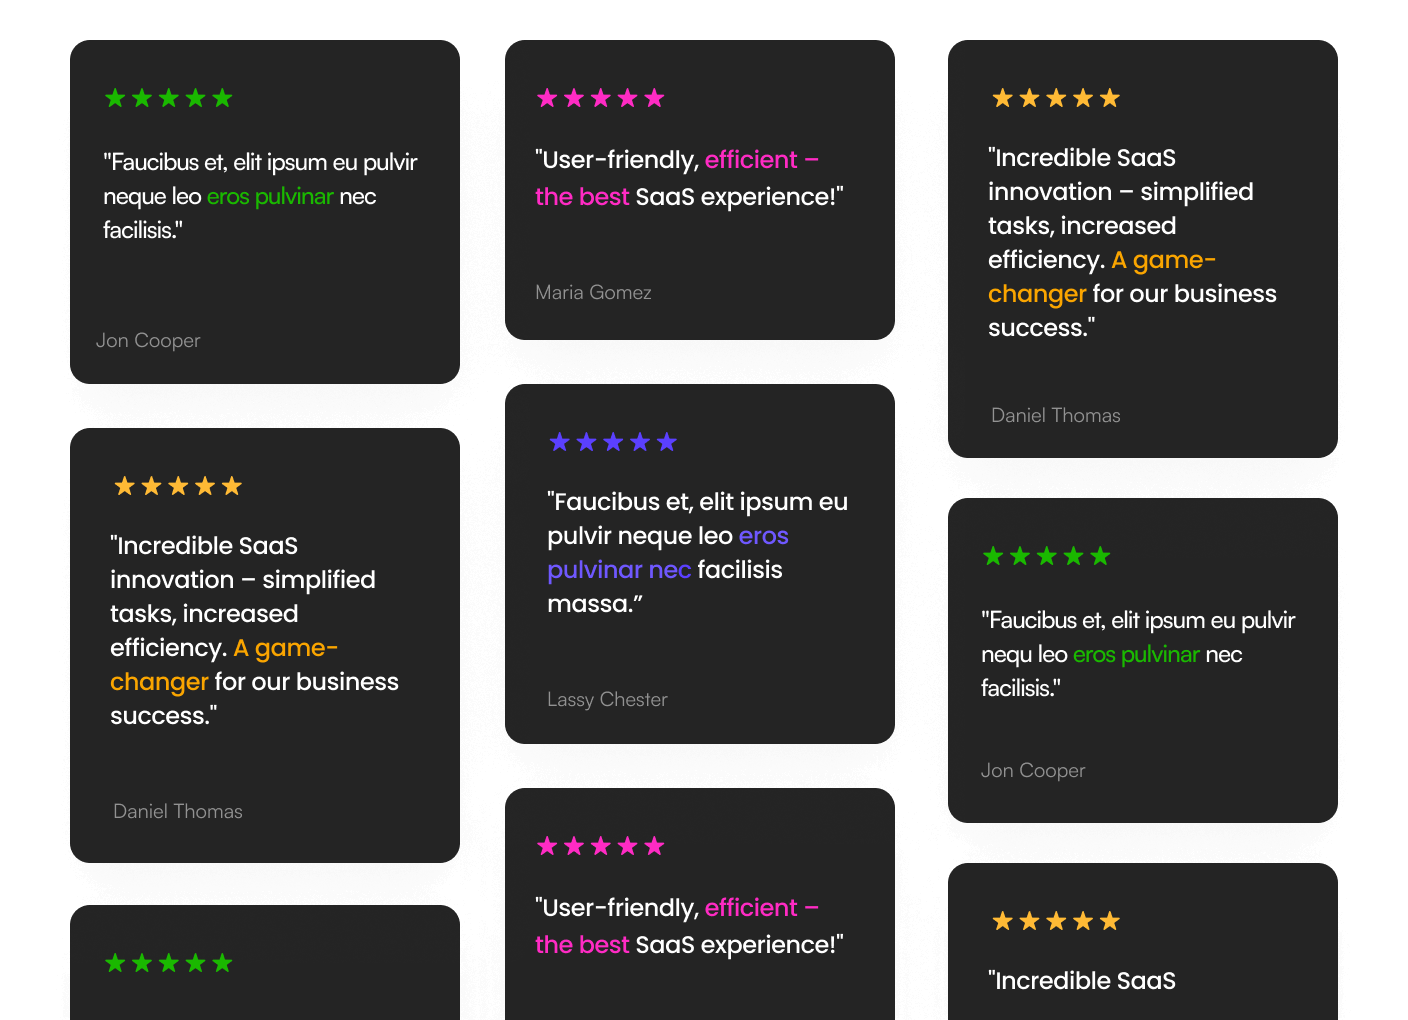 "Faucibus et, elit ipsum eu pulvir
neque leo eros pulvinar nec
facilisis."
Jon Cooper
"Incredible SaaS
innovation – simplified
tasks, increased
efficiency. A game-
changer for our business
success."
Daniel Thomas
"User-friendly, efficient –
the best SaaS experience!"
Maria Gomez
"Faucibus et, elit ipsum eu
pulvir neque leo eros
pulvinar nec facilisis
massa.”
Lassy Chester
"User-friendly, efficient –
the best SaaS experience!"
"Incredible SaaS
innovation – simplified
tasks, increased
efficiency. A game-
changer for our business
success."
Daniel Thomas
"Faucibus et, elit ipsum eu pulvir
nequ leo eros pulvinar nec
facilisis."
Jon Cooper
"Incredible SaaS